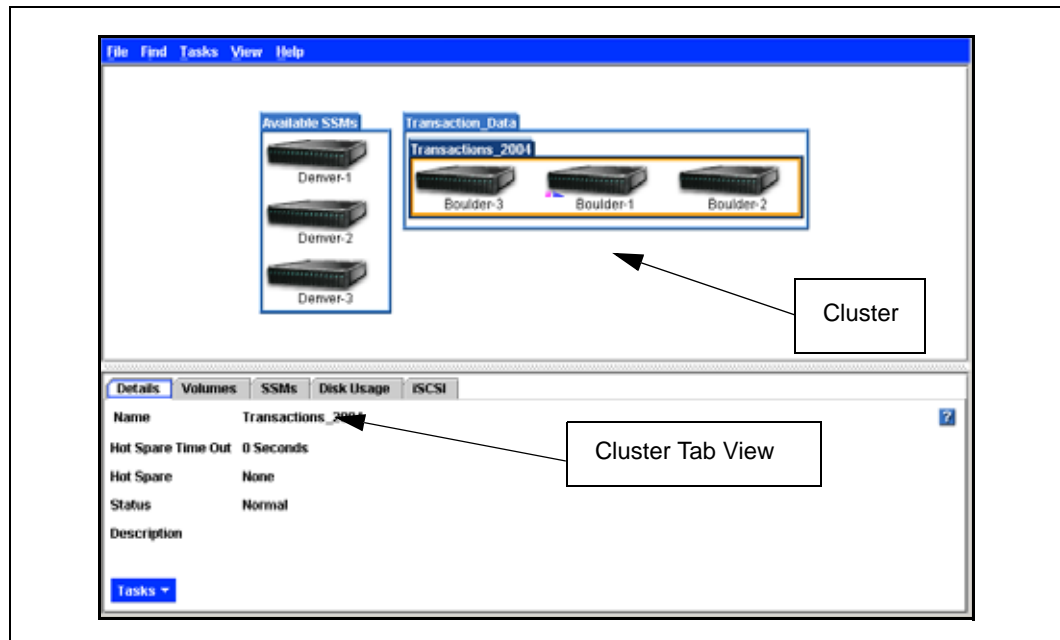 File Find Tasks View Help
Available SSMs
Denver-1
Denver-2
Denver-3
Transaction_Data
Transactions_2004
Boulder-3 Boulder-1 Boulder-2
Cluster
Details Volumes SSMs Disk Usage iSCSI
Name Transactions_2004
Hot Spare Time Out 0 Seconds
Hot Spare None
Status Normal
Description
Cluster Tab View
?
Tasks